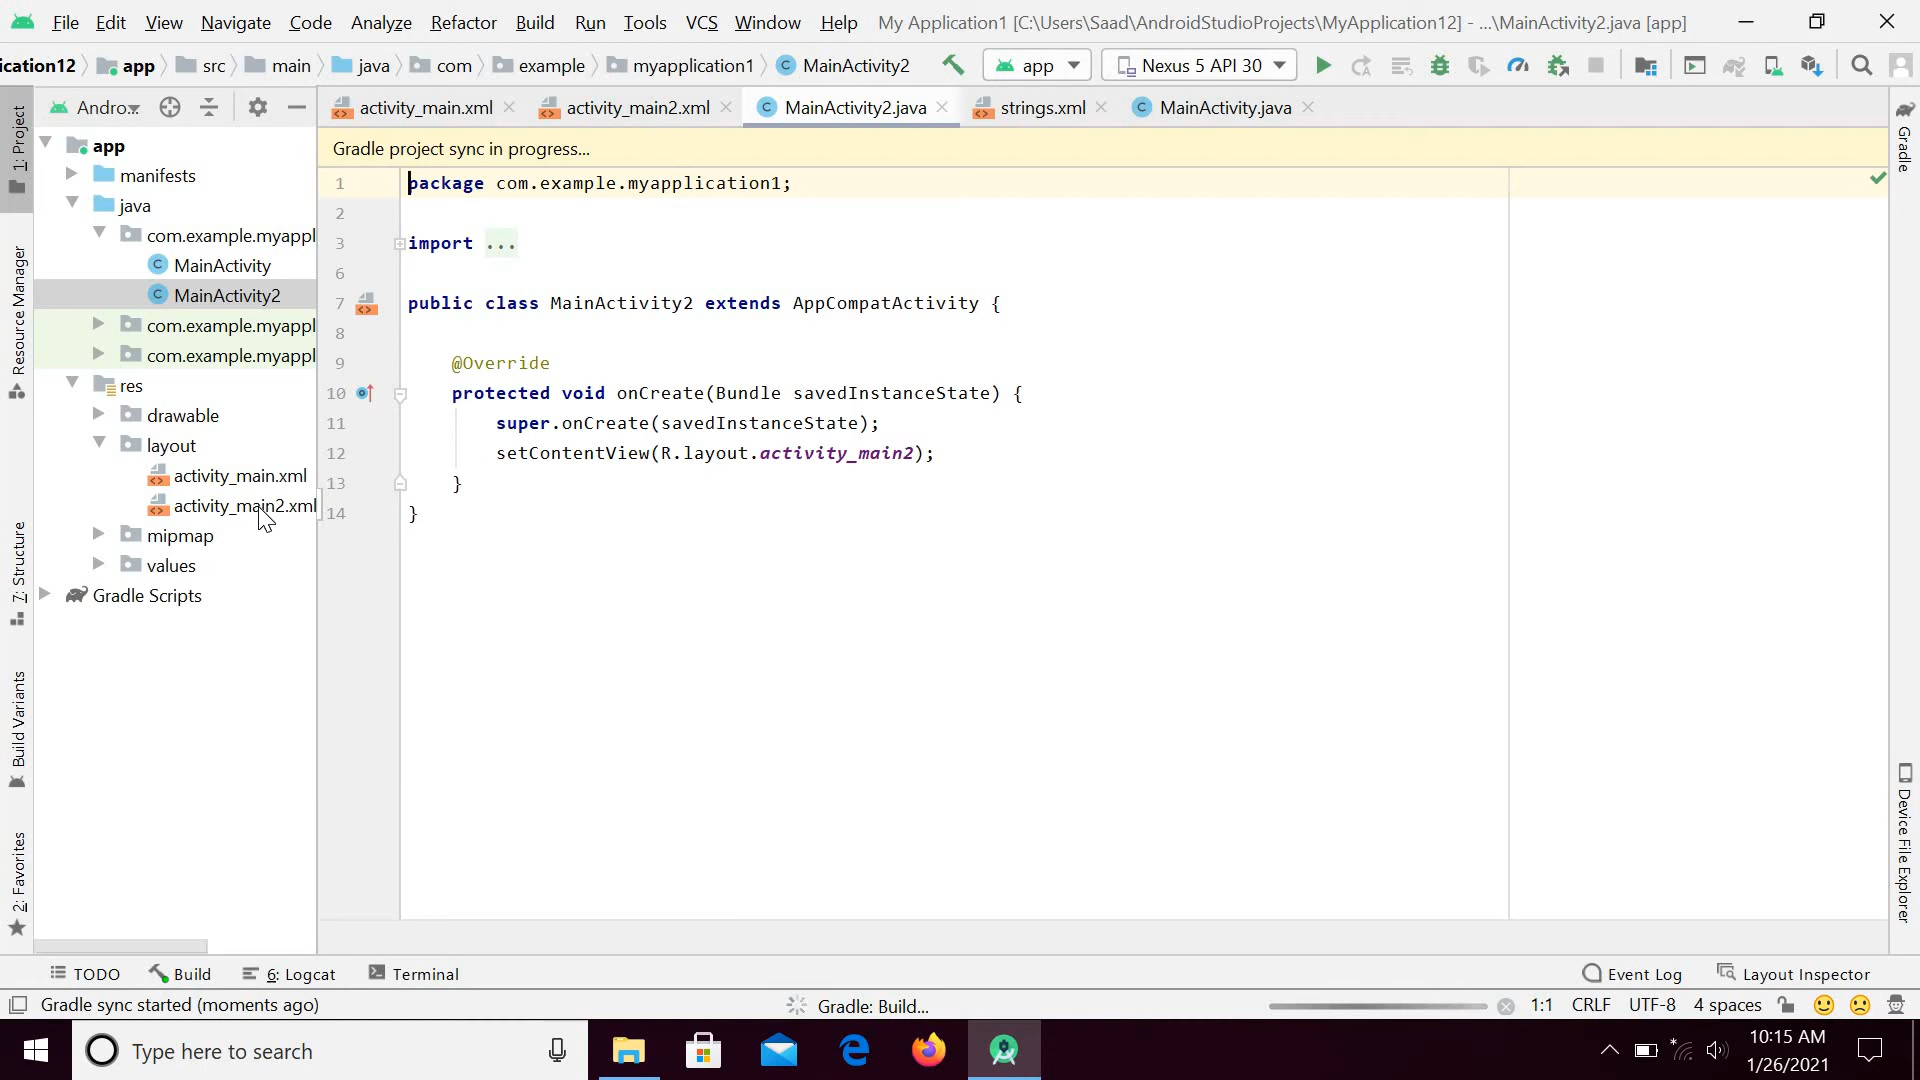 File Edit View Navigate Code Analyze Refactor Build Run Tools VCS Window Help My Application1 [C:\Users\Saad\AndroidStudioProjects\MyApplication12] - ...\MainActivity2.java [app]
ication12 app src main java com example myapplication1 MainActivity2 app Nexus 5 API 30
Andro... activity_main.xml activity_main2.xml MainActivity2.java strings.xml MainActivity.java
1: Project
Resource Manager
7: Structure
Build Variants
2: Favorites
app
manifests
java
com.example.myappl
MainActivity
MainActivity2
com.example.myappl
com.example.myappl
res
drawable
layout
activity_main.xml
activity_main2.xml
mipmap
values
Gradle Scripts
Gradle project sync in progress...
1 package com.example.myapplication1;
2
3 import ...
6
7 public class MainActivity2 extends AppCompatActivity {
8
9 @Override
10 protected void onCreate(Bundle savedInstanceState) {
11 super.onCreate(savedInstanceState);
12 setContentView(R.layout.activity_main2);
13 }
14 }
Gradle
Device File Explorer
TODO Build 6: Logcat Terminal Event Log Layout Inspector
Gradle sync started (moments ago) Gradle: Build... 1:1 CRLF UTF-8 4 spaces
Type here to search
10:15 AM
1/26/2021